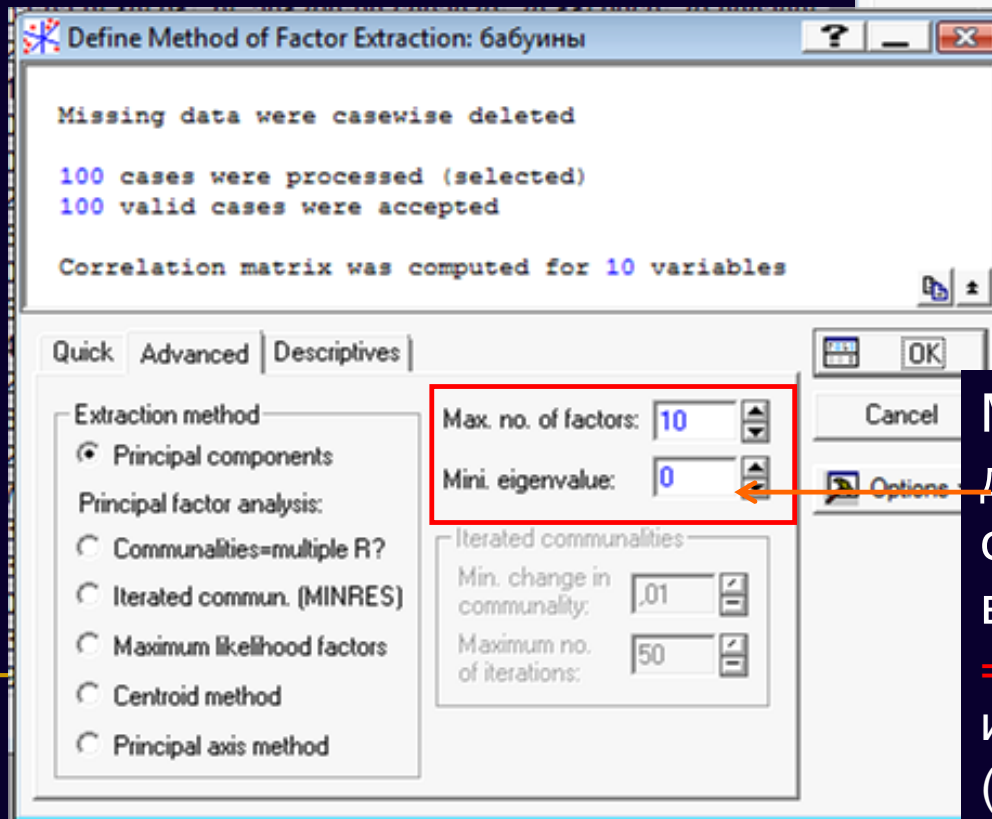 Define Method of Factor Extraction: бабуины
Missing data were casewise deleted
100 cases were processed (selected)
100 valid cases were accepted
Correlation matrix was computed for 10 variables
Quick Advanced Descriptives
OK
Cancel
Options
Extraction method
Principal components
Principal factor analysis:
Communalities=multiple R?
Iterated commun. (MINRES)
Maximum likelihood factors
Centroid method
Principal axis method
Max. no. of factors: 10
Mini. eigenvalue: 0
Iterated communalities
Min. change in
communality: ,01
Maximum no.
of iterations: 50